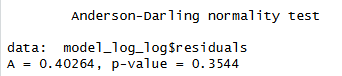 Anderson-Darling normality test
data:  model_log_log$residuals
A = 0.40264, p-value = 0.3544